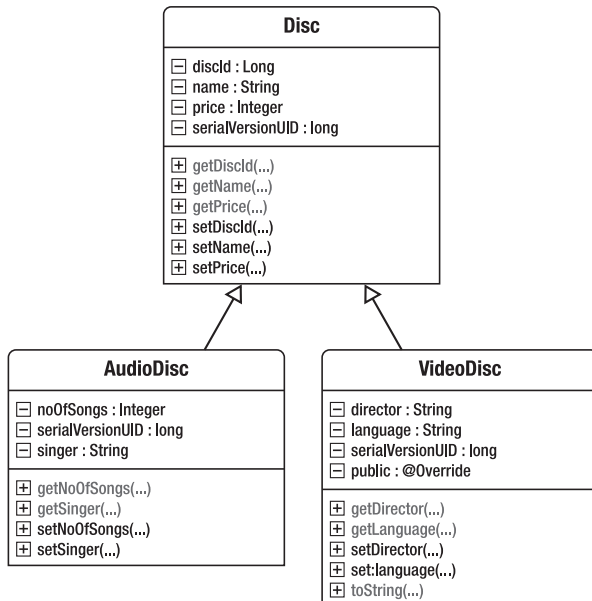 Disc
discId : Long
name : String
price : Integer
serialVersionUID : long
getDiscId(...)
getName(...)
getPrice(...)
setDiscId(...)
setName(...)
setPrice(...)
AudioDisc
noOfSongs : Integer
serialVersionUID : long
singer : String
getNoOfSongs(...)
getSinger(...)
setNoOfSongs(...)
setSinger(...)
VideoDisc
director : String
language : String
serialVersionUID : long
public : @Override
getDirector(...)
getLanguage(...)
setDirector(...)
set:language(...)
toString(...)